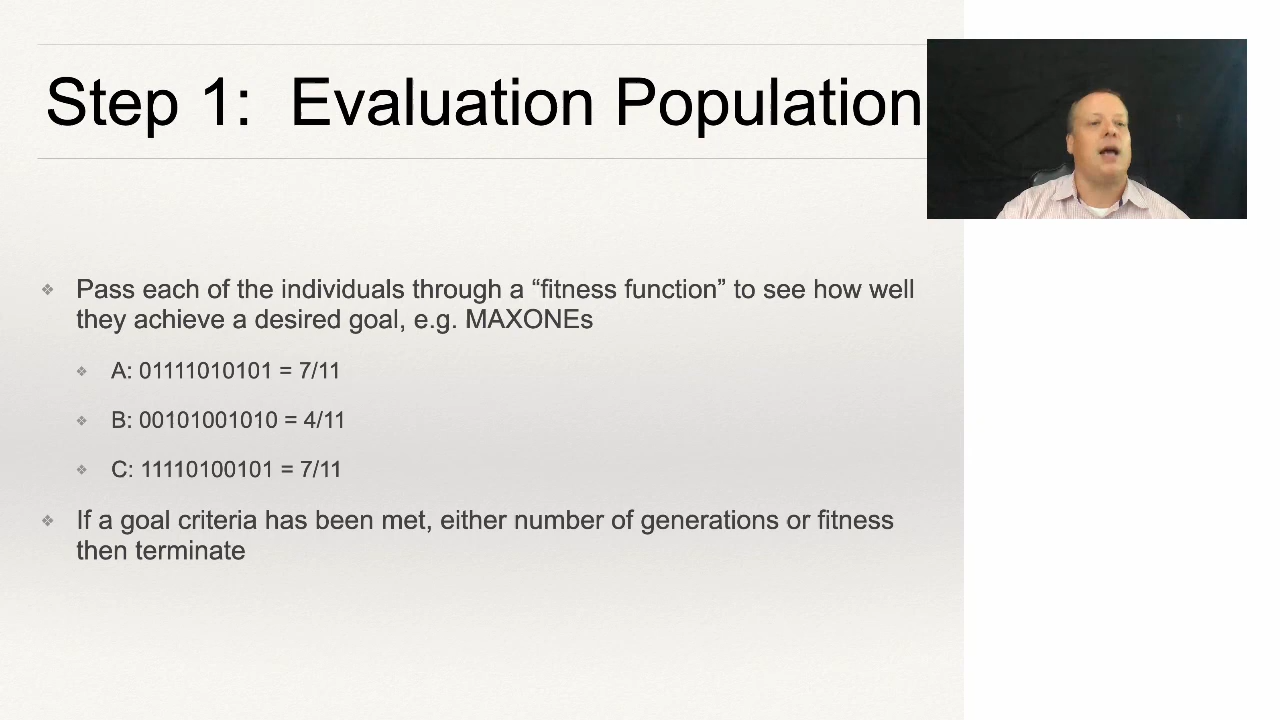 Step 1: Evaluation Population
Pass each of the individuals through a “fitness function” to see how well
they achieve a desired goal, e.g. MAXONEs
A: 01111010101 = 7/11
B: 00101001010 = 4/11
C: 11110100101 = 7/11
If a goal criteria has been met, either number of generations or fitness
then terminate